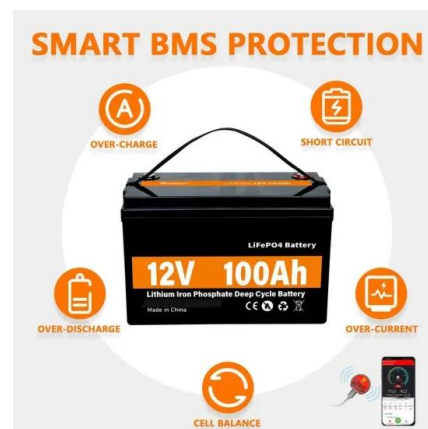 SMART BMS PROTECTION
A
OVER-CHARGE
SHORT CIRCUIT
LiFePO4 Battery
12V 100Ah
Lithium Iron Phosphate Deep Cycle Battery
Made in China
CE
OVER-DISCHARGE
OVER-CURRENT
CELL BALANCE